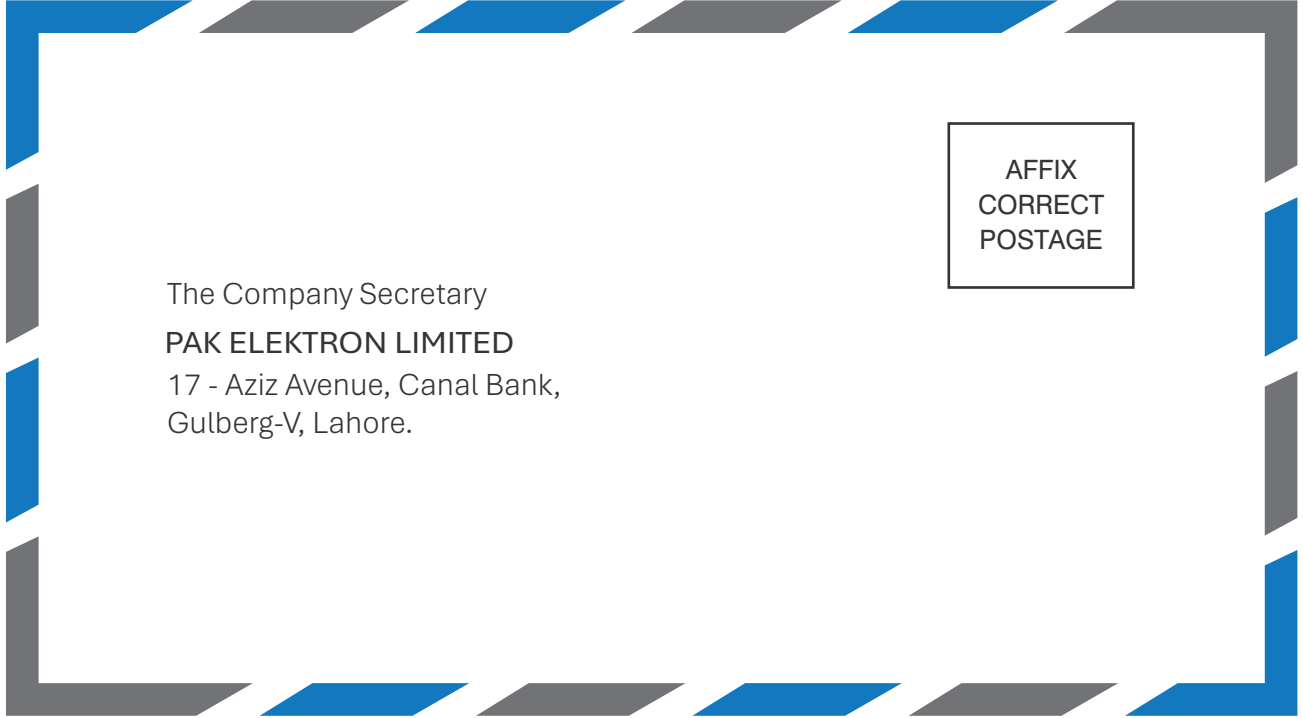 AFFIX
CORRECT
POSTAGE
The Company Secretary
PAK ELEKTRON LIMITED
17 - Aziz Avenue, Canal Bank,
Gulberg-V, Lahore.